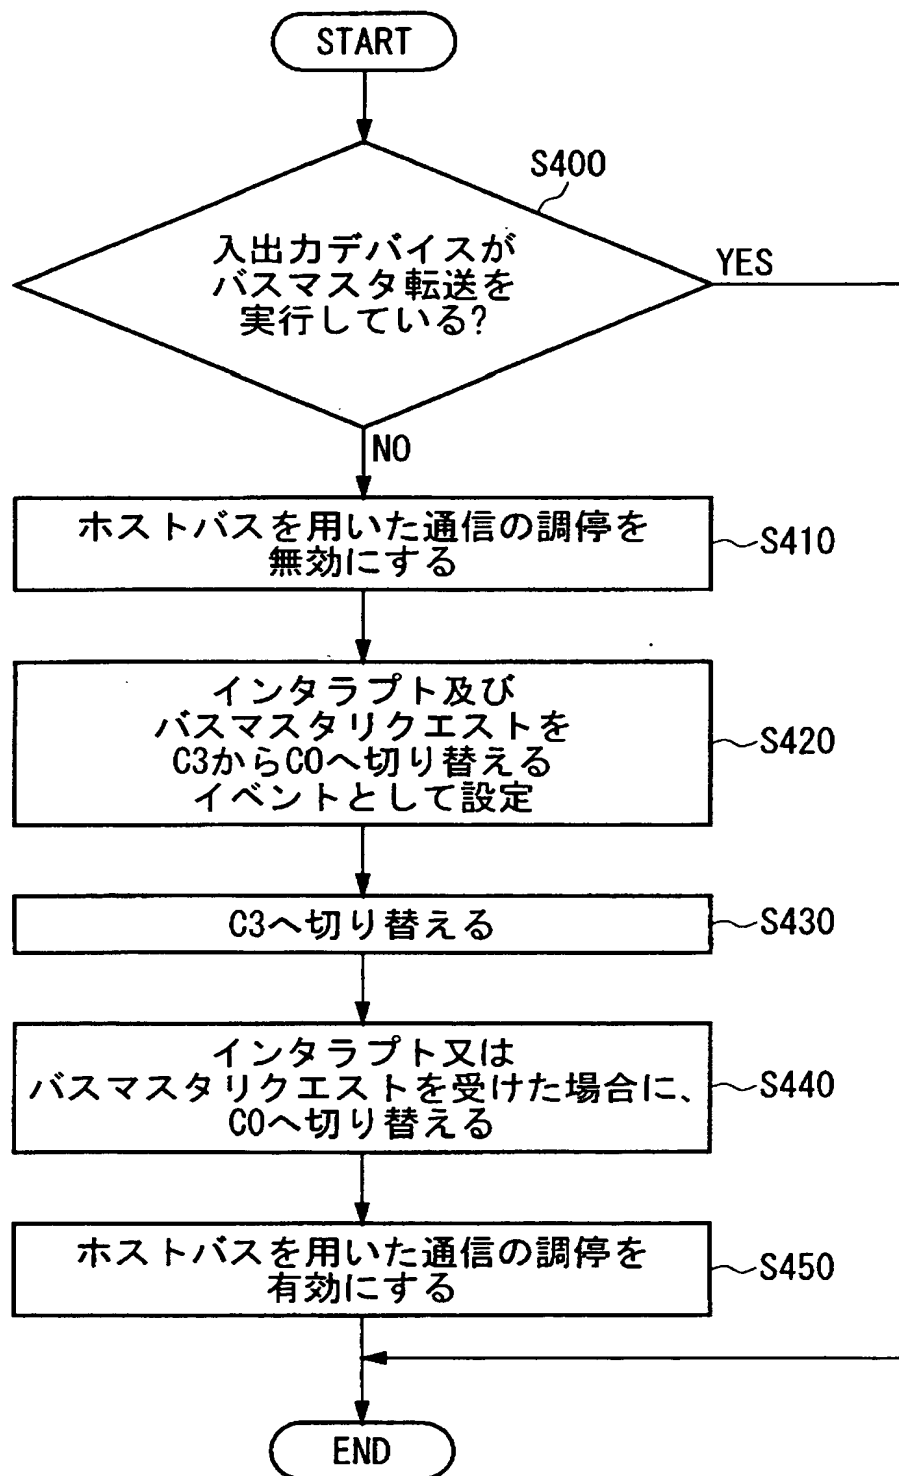 START
S400
入出力デバイスが
バスマスタ転送を
実行している?
YES
NO
ホストバスを用いた通信の調停を
無効にする
S410
インタラプト及び
バスマスタリクエストを
C3からC0へ切り替える
イベントとして設定
S420
C3へ切り替える
S430
インタラプト又は
バスマスタリクエストを受けた場合に、
C0へ切り替える
S440
ホストバスを用いた通信の調停を
有効にする
S450
END